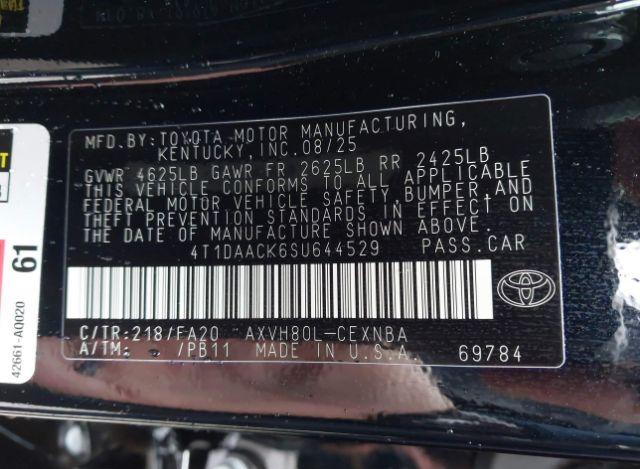 MFD.BY:TOYOTA MOTOR MANUFACTURING,
KENTUCKY, INC.08/25
GVWR 4625LB GAWR FR 2625LB RR 2425LB
THIS VEHICLE CONFORMS TO ALL APPLICABLE
FEDERAL MOTOR VEHICLE SAFETY,BUMPER,AND
THEFT PREVENTION STANDARDS IN EFFECT ON
THE DATE OF MANUFACTURE SHOWN ABOVE.
4T1DAACK6SU644529 PASS.CAR
C/TR:218/FA20 AXVH80L-CEXNBA
A/TM: /PB11 MADE IN U.S.A. 69784
61
42661-A0020